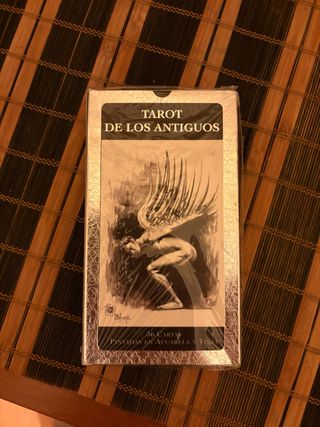 TAROT
DE LOS ANTIGUOS
36 CARTAS
PINTADAS EN ACUARELA Y TINTA